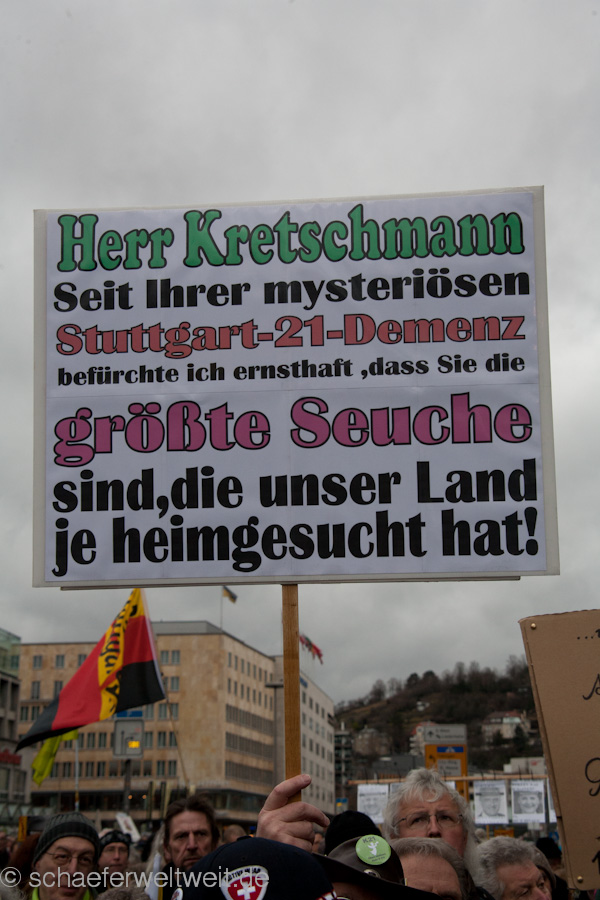 Herr Kretschmann
Seit Ihrer mysteriösen
Stuttgart-21-Demenz
befürchte ich ernsthaft ,dass Sie die
größte Seuche
sind,die unser Land
je heimgesucht hat!
© schaeferweltweit.de